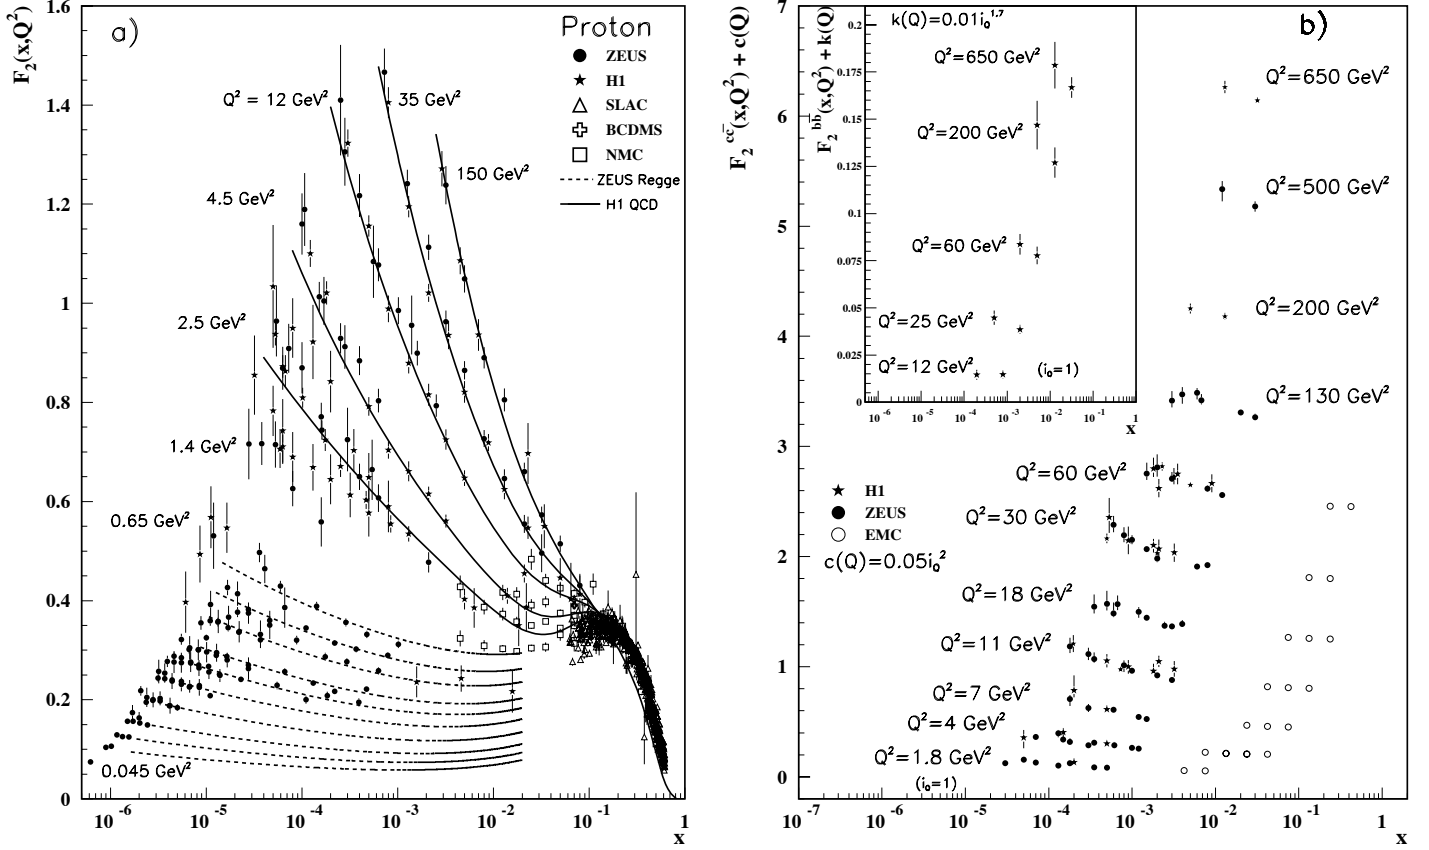 a)
F₂(x,Q²)
1.6
1.4
1.2
1
0.8
0.6
0.4
0.2
0
Proton
ZEUS
H1
SLAC
BCDMS
NMC
ZEUS Regge
H1 QCD
Q² = 12 GeV²
35 GeV²
150 GeV²
4.5 GeV²
2.5 GeV²
1.4 GeV²
0.65 GeV²
0.045 GeV²
10⁻⁶
10⁻⁵
10⁻⁴
10⁻³
10⁻²
10⁻¹
1
x
b)
F₂^cc̄(x,Q²) + c(Q)
7
6
5
4
3
2
1
0
F₂^bb̄(x,Q²) + k(Q)
k(Q)=0.01i_Q^1.7
0.2
0.175
0.15
0.125
0.1
0.075
0.05
0.025
0
Q²=650 GeV²
Q²=200 GeV²
Q²=60 GeV²
Q²=25 GeV²
Q²=12 GeV²
(i_Q=1)
10⁻⁶
10⁻⁵
10⁻⁴
10⁻³
10⁻²
10⁻¹
1
x
Q²=650 GeV²
Q²=500 GeV²
Q²=200 GeV²
Q²=130 GeV²
Q²=60 GeV²
Q²=30 GeV²
Q²=18 GeV²
Q²=11 GeV²
Q²=7 GeV²
Q²=4 GeV²
Q²=1.8 GeV²
(i_Q=1)
H1
ZEUS
EMC
c(Q)=0.05i_Q²
10⁻⁷
10⁻⁶
10⁻⁵
10⁻⁴
10⁻³
10⁻²
10⁻¹
1
x